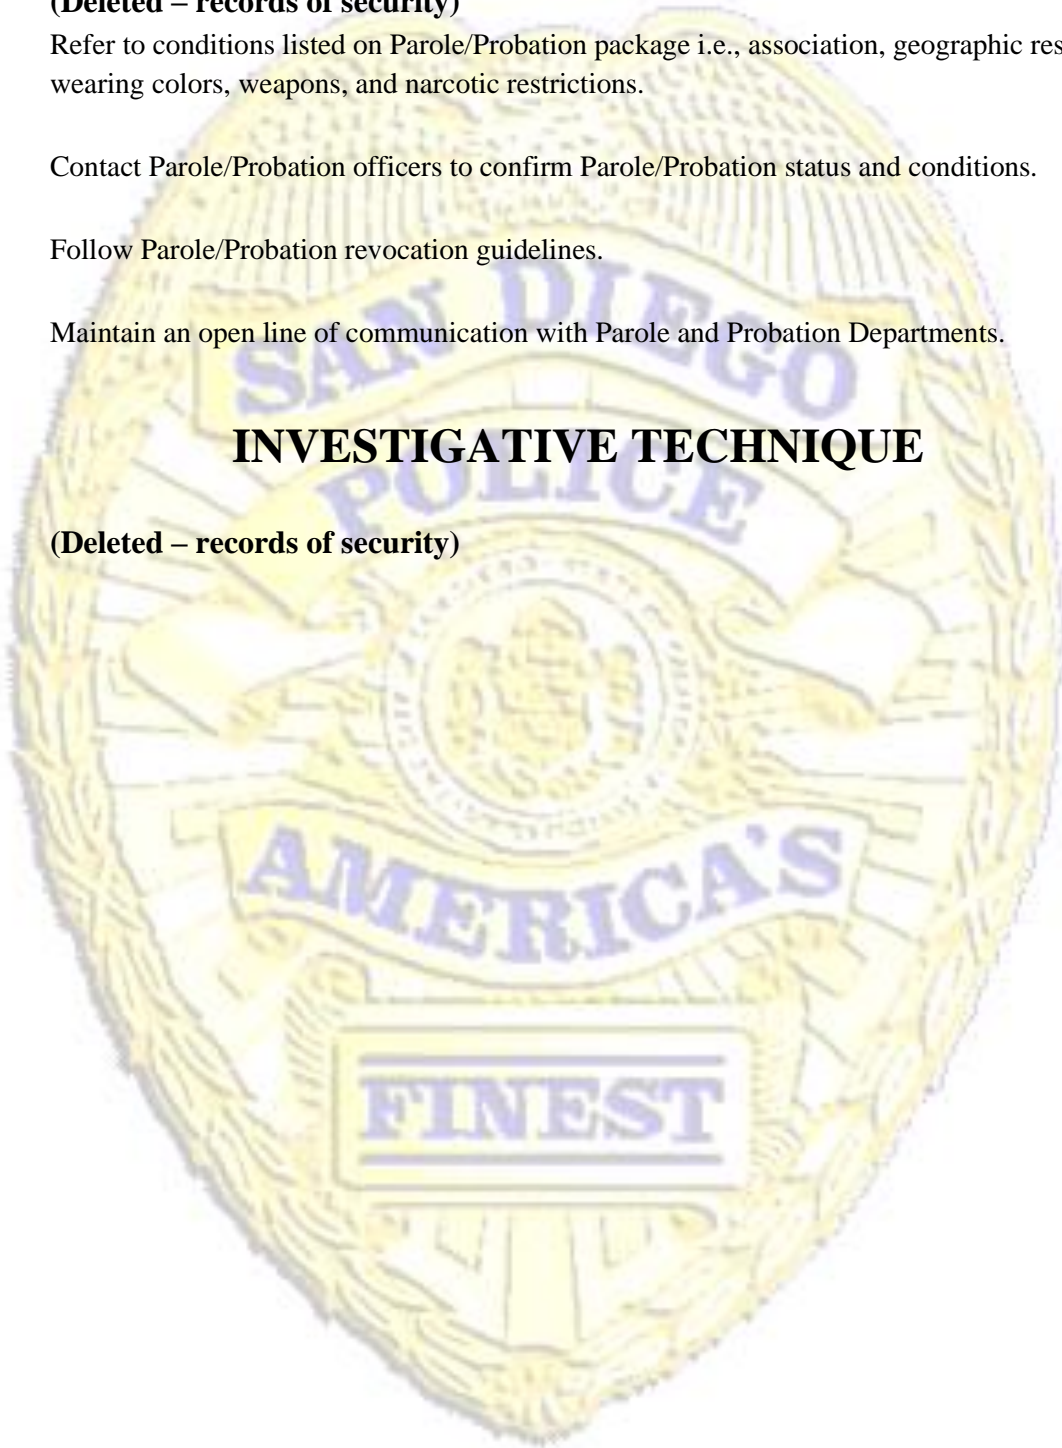 (Deleted – records of security)
Refer to conditions listed on Parole/Probation package i.e., association, geographic
wearing colors, weapons, and narcotic restrictions.
Contact Parole/Probation officers to confirm Parole/Probation status and conditions.
Follow Parole/Probation revocation guidelines.
Maintain an open line of communication with Parole and Probation Departments.
SAN DIEGO
INVESTIGATIVE TECHNIQUE
POLICE
(Deleted – records of security)
AMERICA'S
FINEST